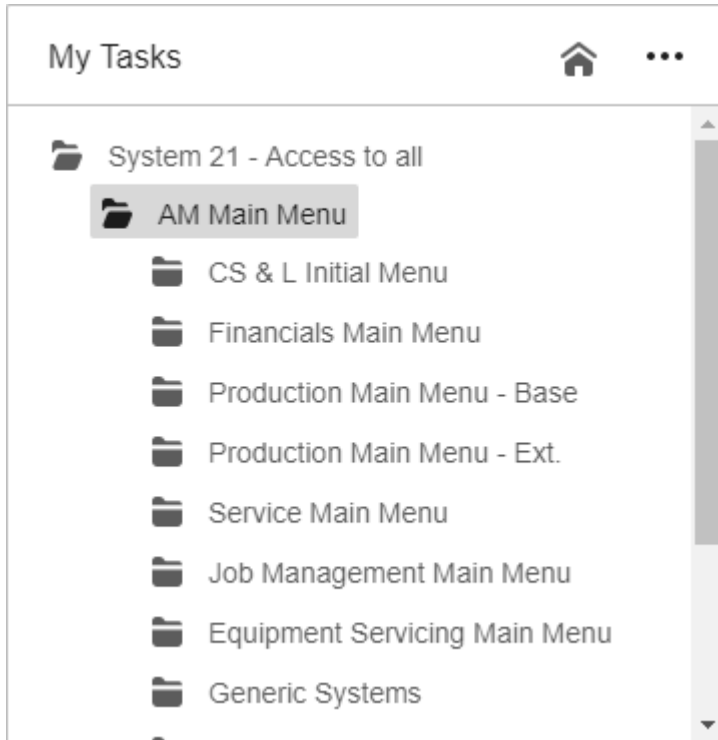 My Tasks
System 21 - Access to all
AM Main Menu
CS & L Initial Menu
Financials Main Menu
Production Main Menu - Base
Production Main Menu - Ext.
Service Main Menu
Job Management Main Menu
Equipment Servicing Main Menu
Generic Systems